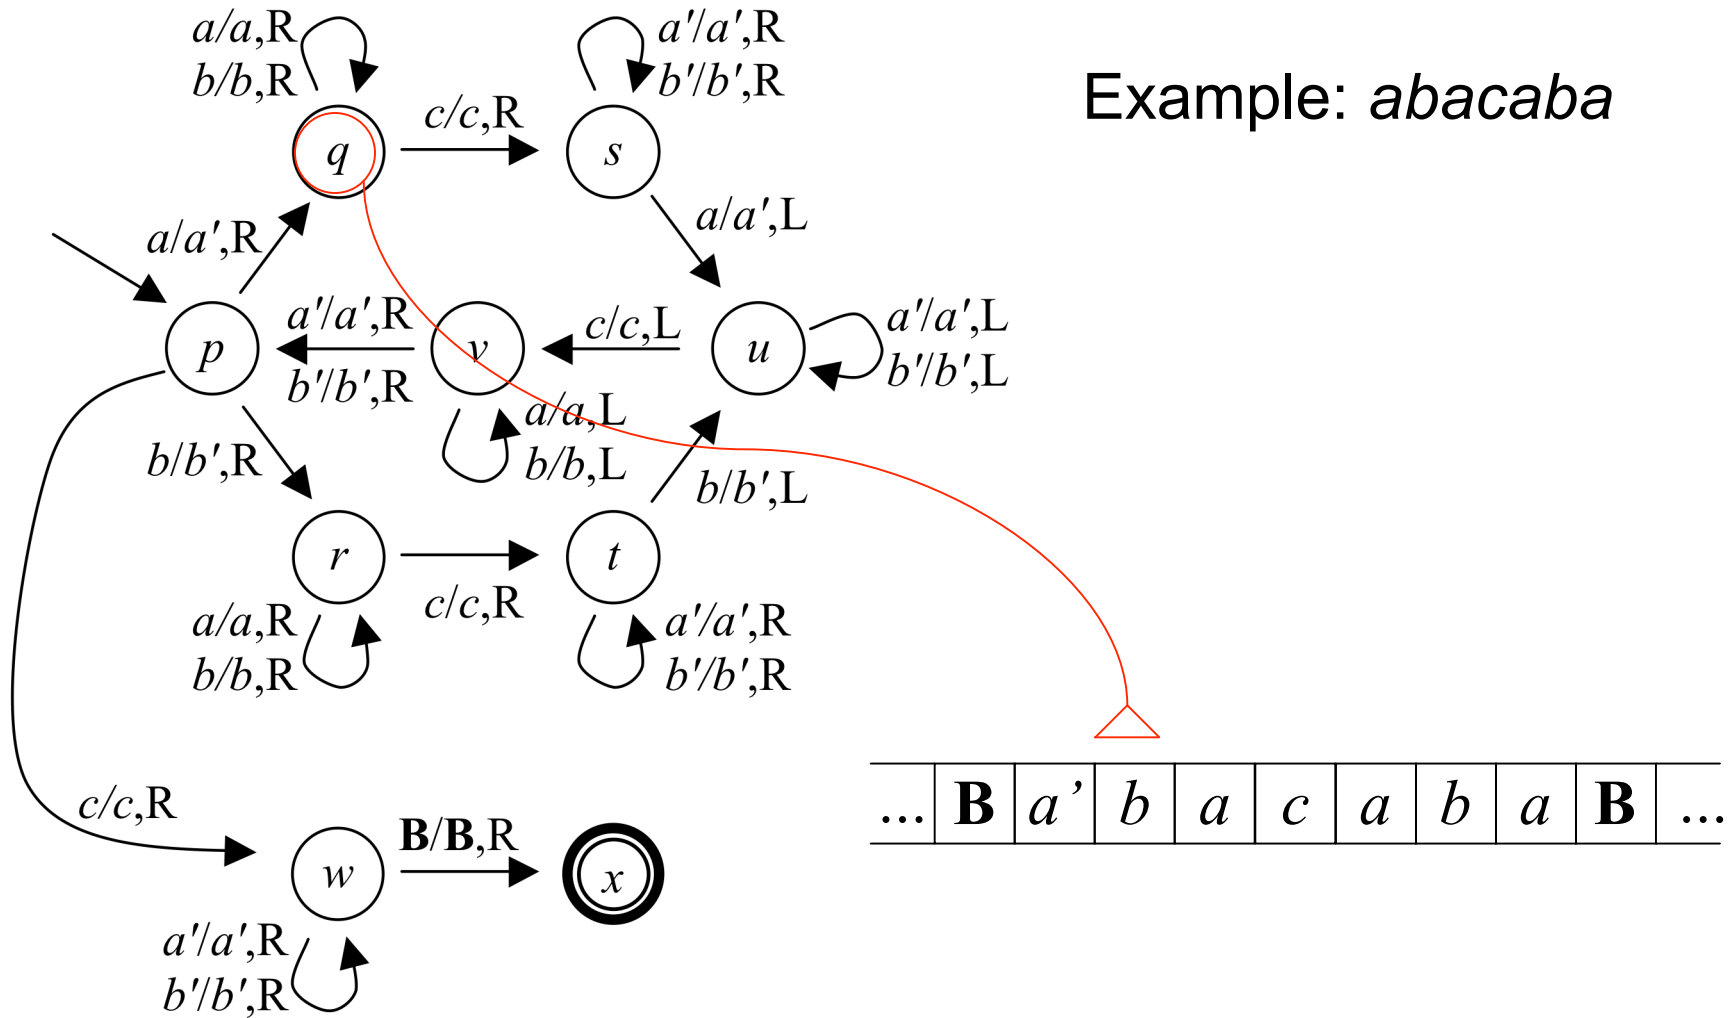 a/a,R
b/b,R
a'/a',R
b'/b',R
Example: abacaba
c/c,R
q
s
a/a',R
a/a',L
a'/a',R
b'/b',R
c/c,L
a'/a',L
b'/b',L
p
v
u
a/a,L
b/b,L
b/b',R
b/b',L
r
t
c/c,R
a/a,R
b/b,R
a'/a',R
b'/b',R
... B a’ b a c a b a B ...
c/c,R
B/B,R
w
x
a'/a',R
b'/b',R